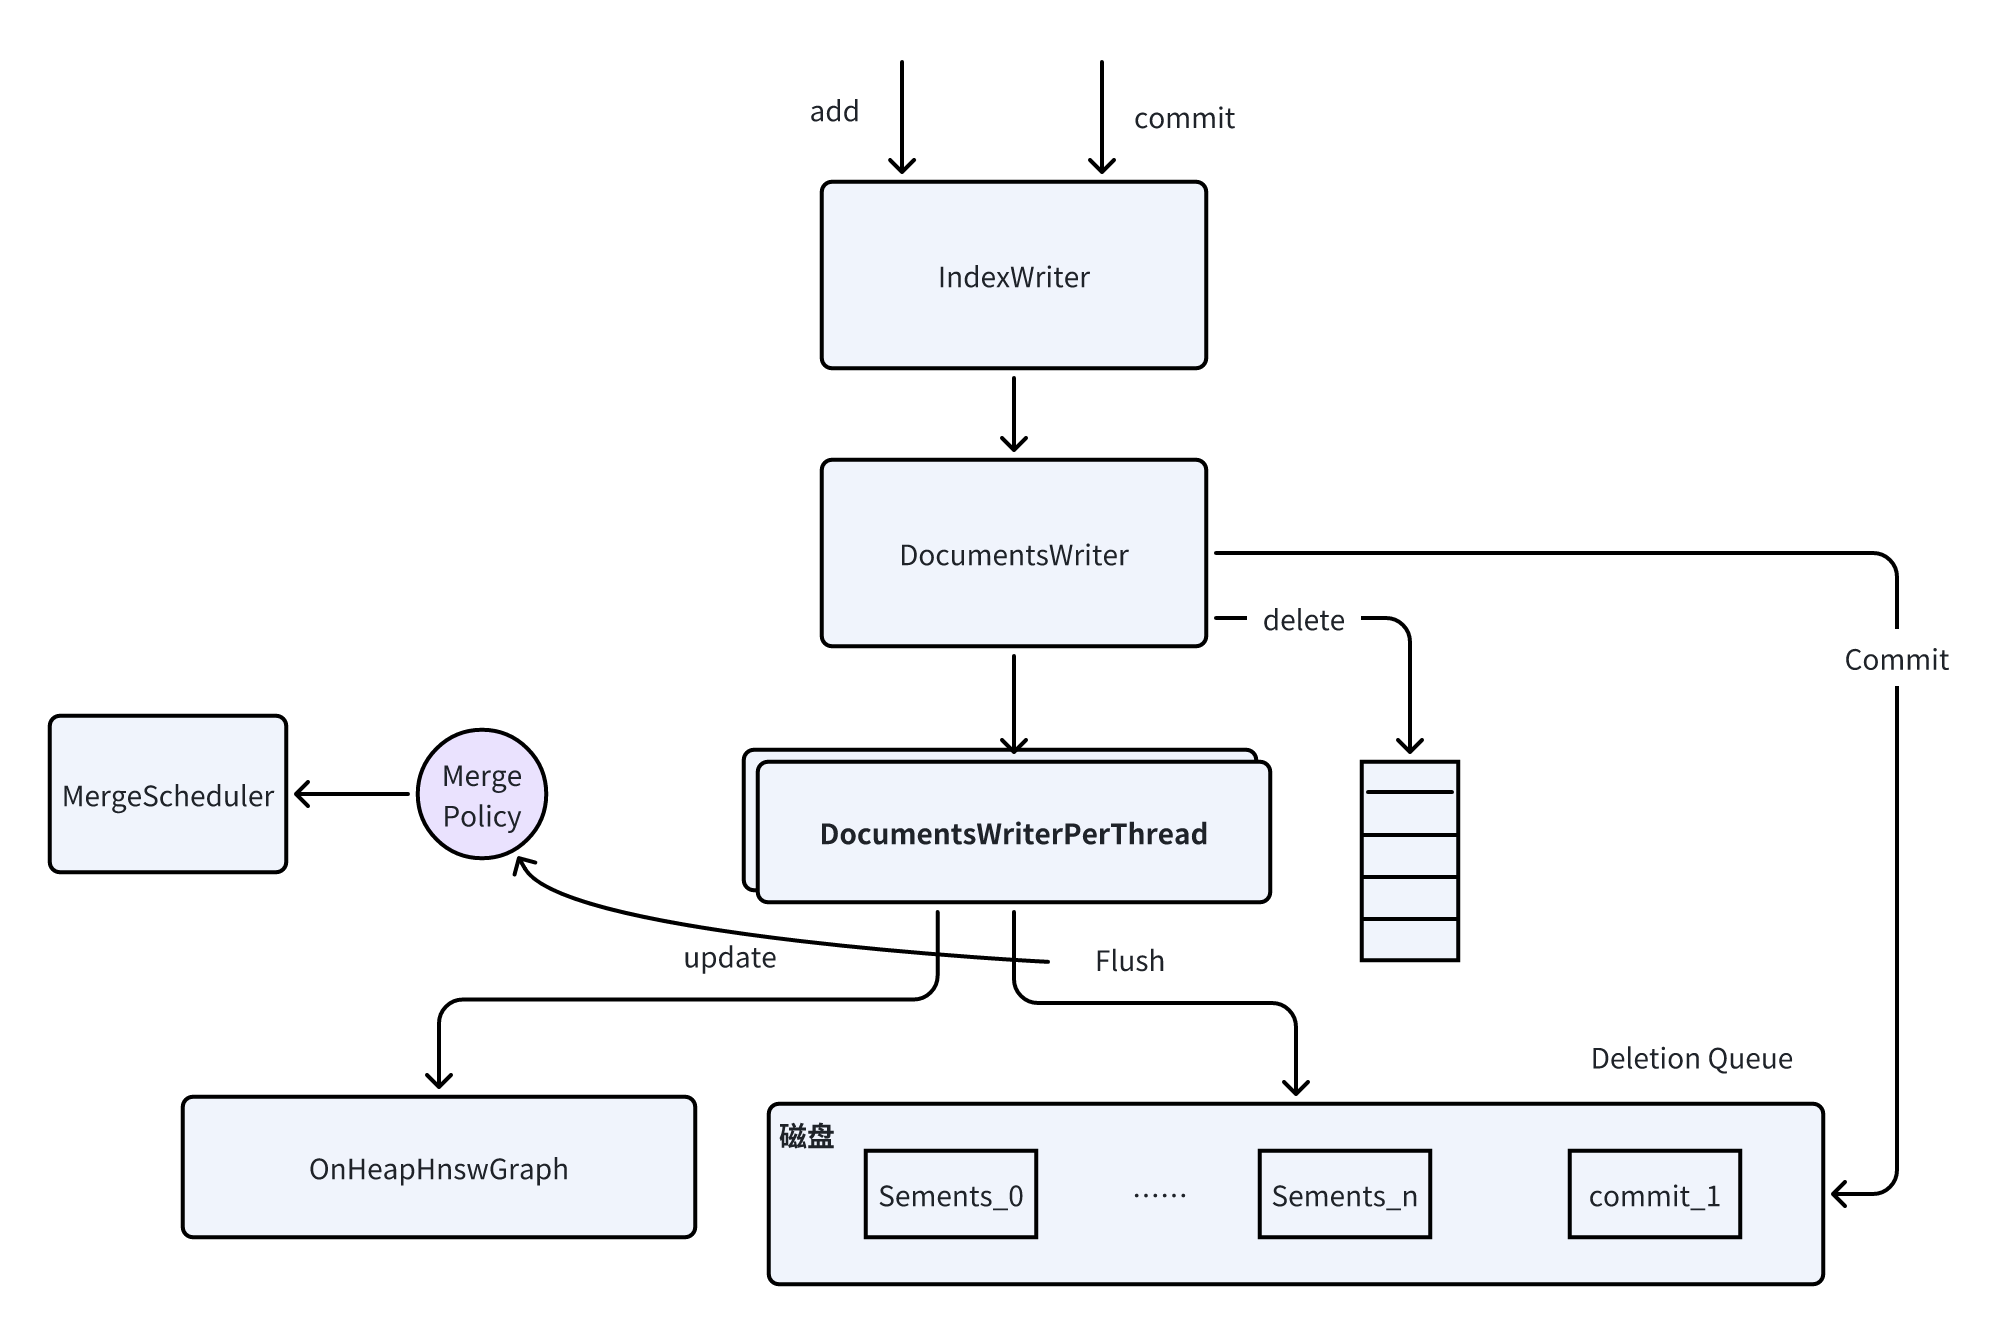 add
commit
IndexWriter
DocumentsWriter
delete
Commit
MergeScheduler
Merge
Policy
DocumentsWriterPerThread
update
Flush
Deletion Queue
OnHeapHnswGraph
磁盘
Sements_0
……
Sements_n
commit_1